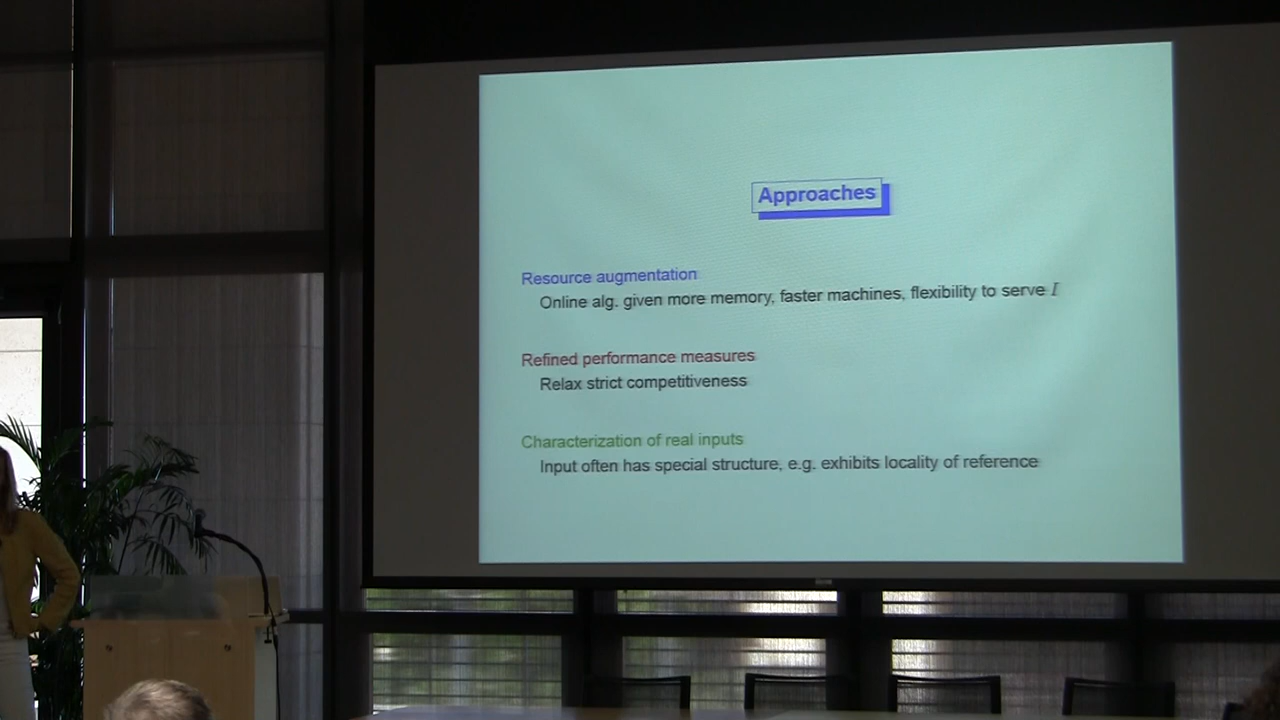 Approaches
Resource augmentation
Online alg. given more memory, faster machines, flexibility to serve I
Refined performance measures
Relax strict competitiveness
Characterization of real inputs
Input often has special structure, e.g. exhibits locality of reference